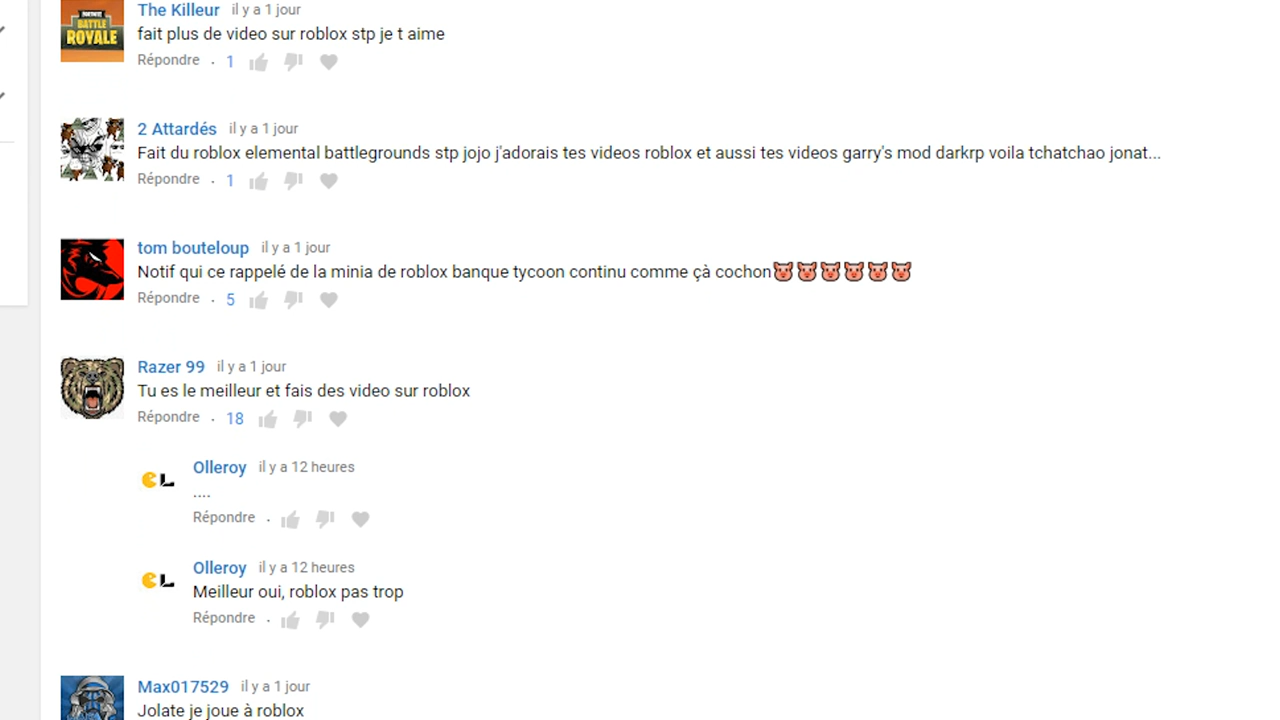 The Killeur il y a 1 jour
fait plus de video sur roblox stp je t aime
Répondre . 1
BATTLE
ROYALE
2 Attardés il y a 1 jour
Fait du roblox elemental battlegrounds stp jojo j'adorais tes videos roblox et aussi tes videos garry's mod darkrp voila tchatchao jonat...
Répondre . 1
tom bouteloup il y a 1 jour
Notif qui ce rappelé de la minia de roblox banque tycoon continu comme çà cochon🐷🐷🐷🐷🐷🐷
Répondre . 5
Razer 99 il y a 1 jour
Tu es le meilleur et fais des video sur roblox
Répondre . 18
Olleroy il y a 12 heures
....
Répondre .
Olleroy il y a 12 heures
Meilleur oui, roblox pas trop
Répondre .
Max017529 il y a 1 jour
Jolate je joue à roblox